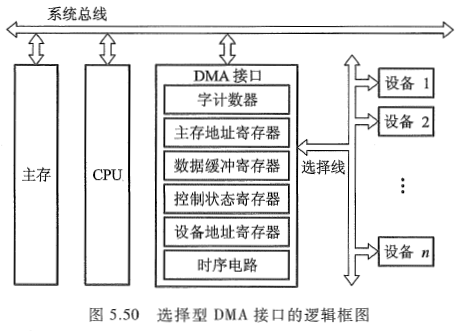 系统总线
主存
CPU
DMA 接口
字计数器
主存地址寄存器
数据缓冲寄存器
控制状态寄存器
设备地址寄存器
时序电路
选择线
设备 1
设备 2
⋮
设备 n
图 5.50 选择型 DMA 接口的逻辑框图